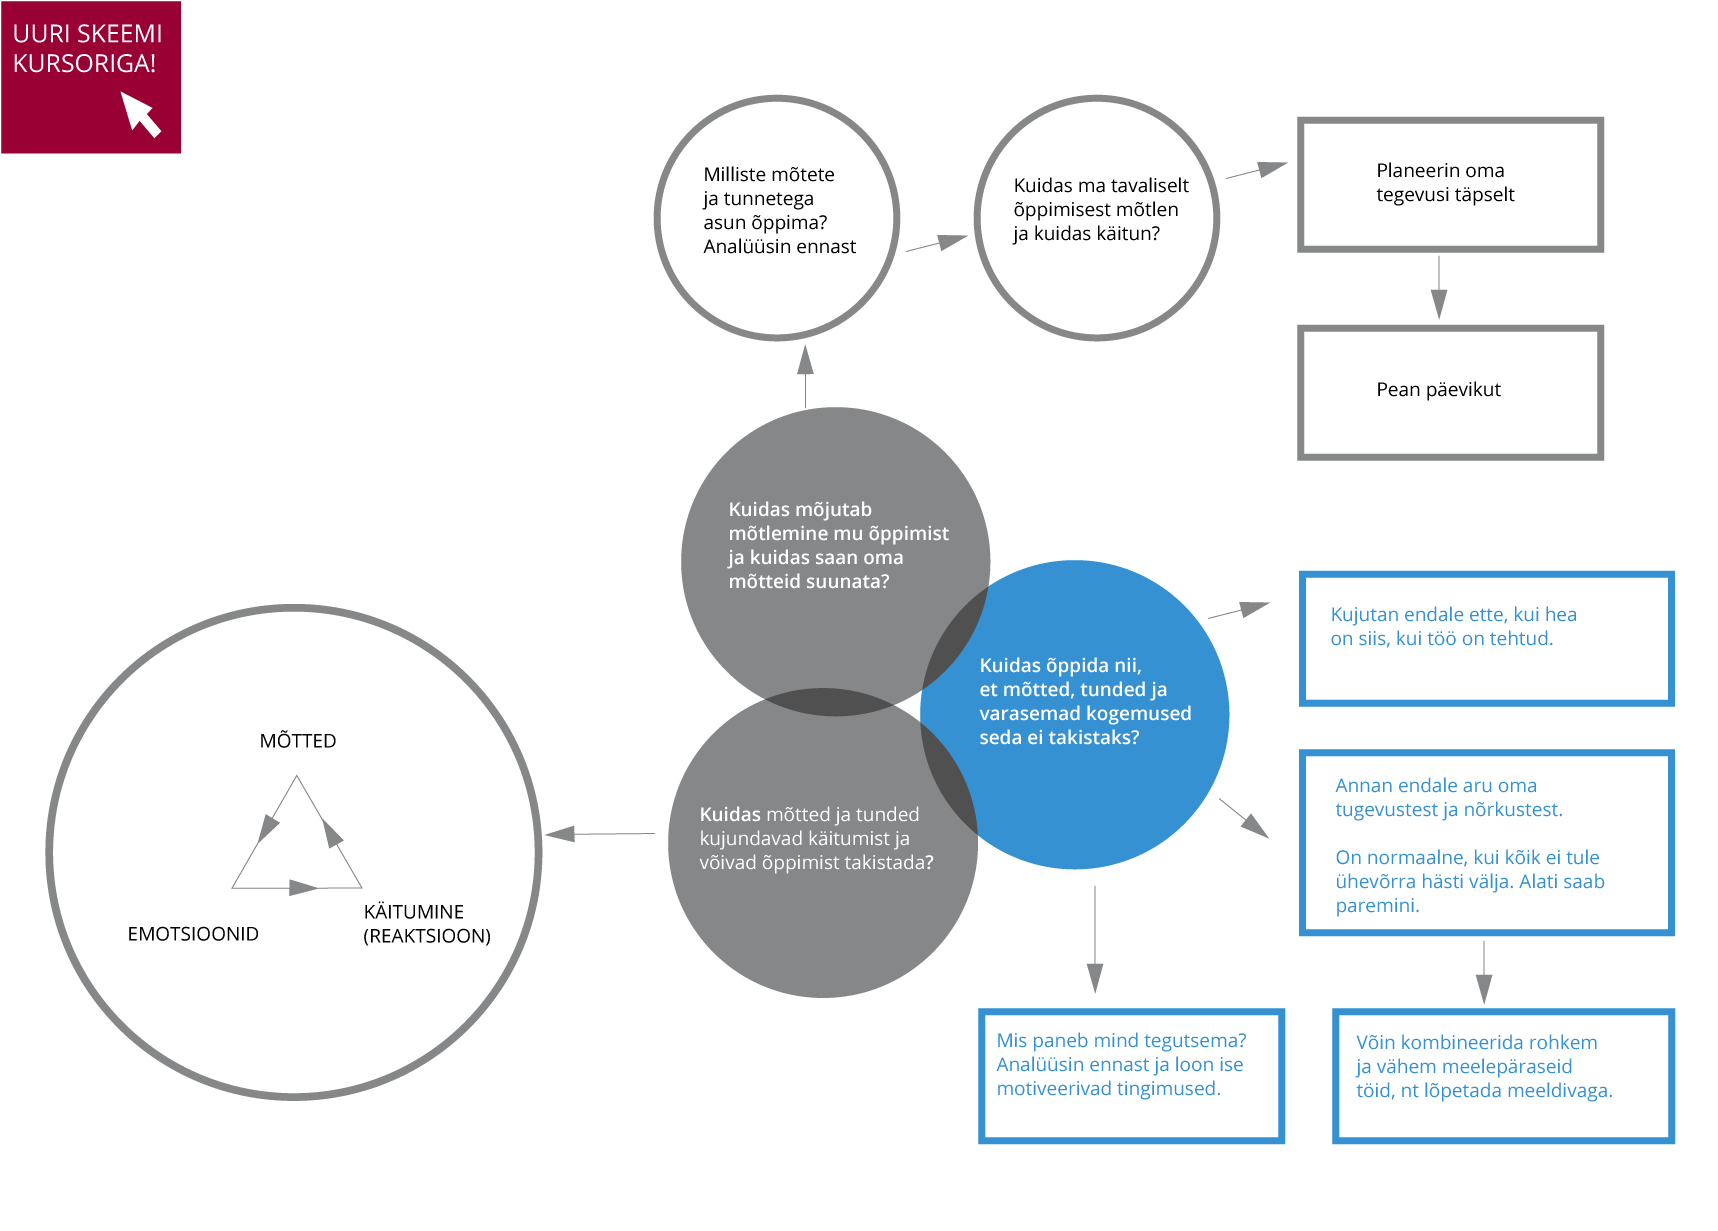 UURI SKEEMI
KURSORIGA!
Milliste mõtete
ja tunnetega
asun õppima?
Analüüsin ennast
Kuidas ma tavaliselt
õppimisest mõtlen
ja kuidas käitun?
Planeerin oma
tegevusi täpselt
Pean päevikut
Kuidas mõjutab
mõtlemine mu õppimist
ja kuidas saan oma
mõtteid suunata?
Kuidas õppida nii,
et mõtted, tunded ja
varasemad kogemused
seda ei takistaks?
Kujutan endale ette, kui hea
on siis, kui töö on tehtud.
Annan endale aru oma
tugevustest ja nõrkustest.
On normaalne, kui kõik ei tule
ühevõrra hästi välja. Alati saab
paremini.
Kuidas mõtted ja tunded
kujundavad käitumist ja
võivad õppimist takistada?
MÕTTED
EMOTSIOONID
KÄITUMINE
(REAKTSIOON)
Mis paneb mind tegutsema?
Analüüsin ennast ja loon ise
motiveerivad tingimused.
Võin kombineerida rohkem
ja vähem meelepäraseid
töid, nt lõpetada meeldivaga.